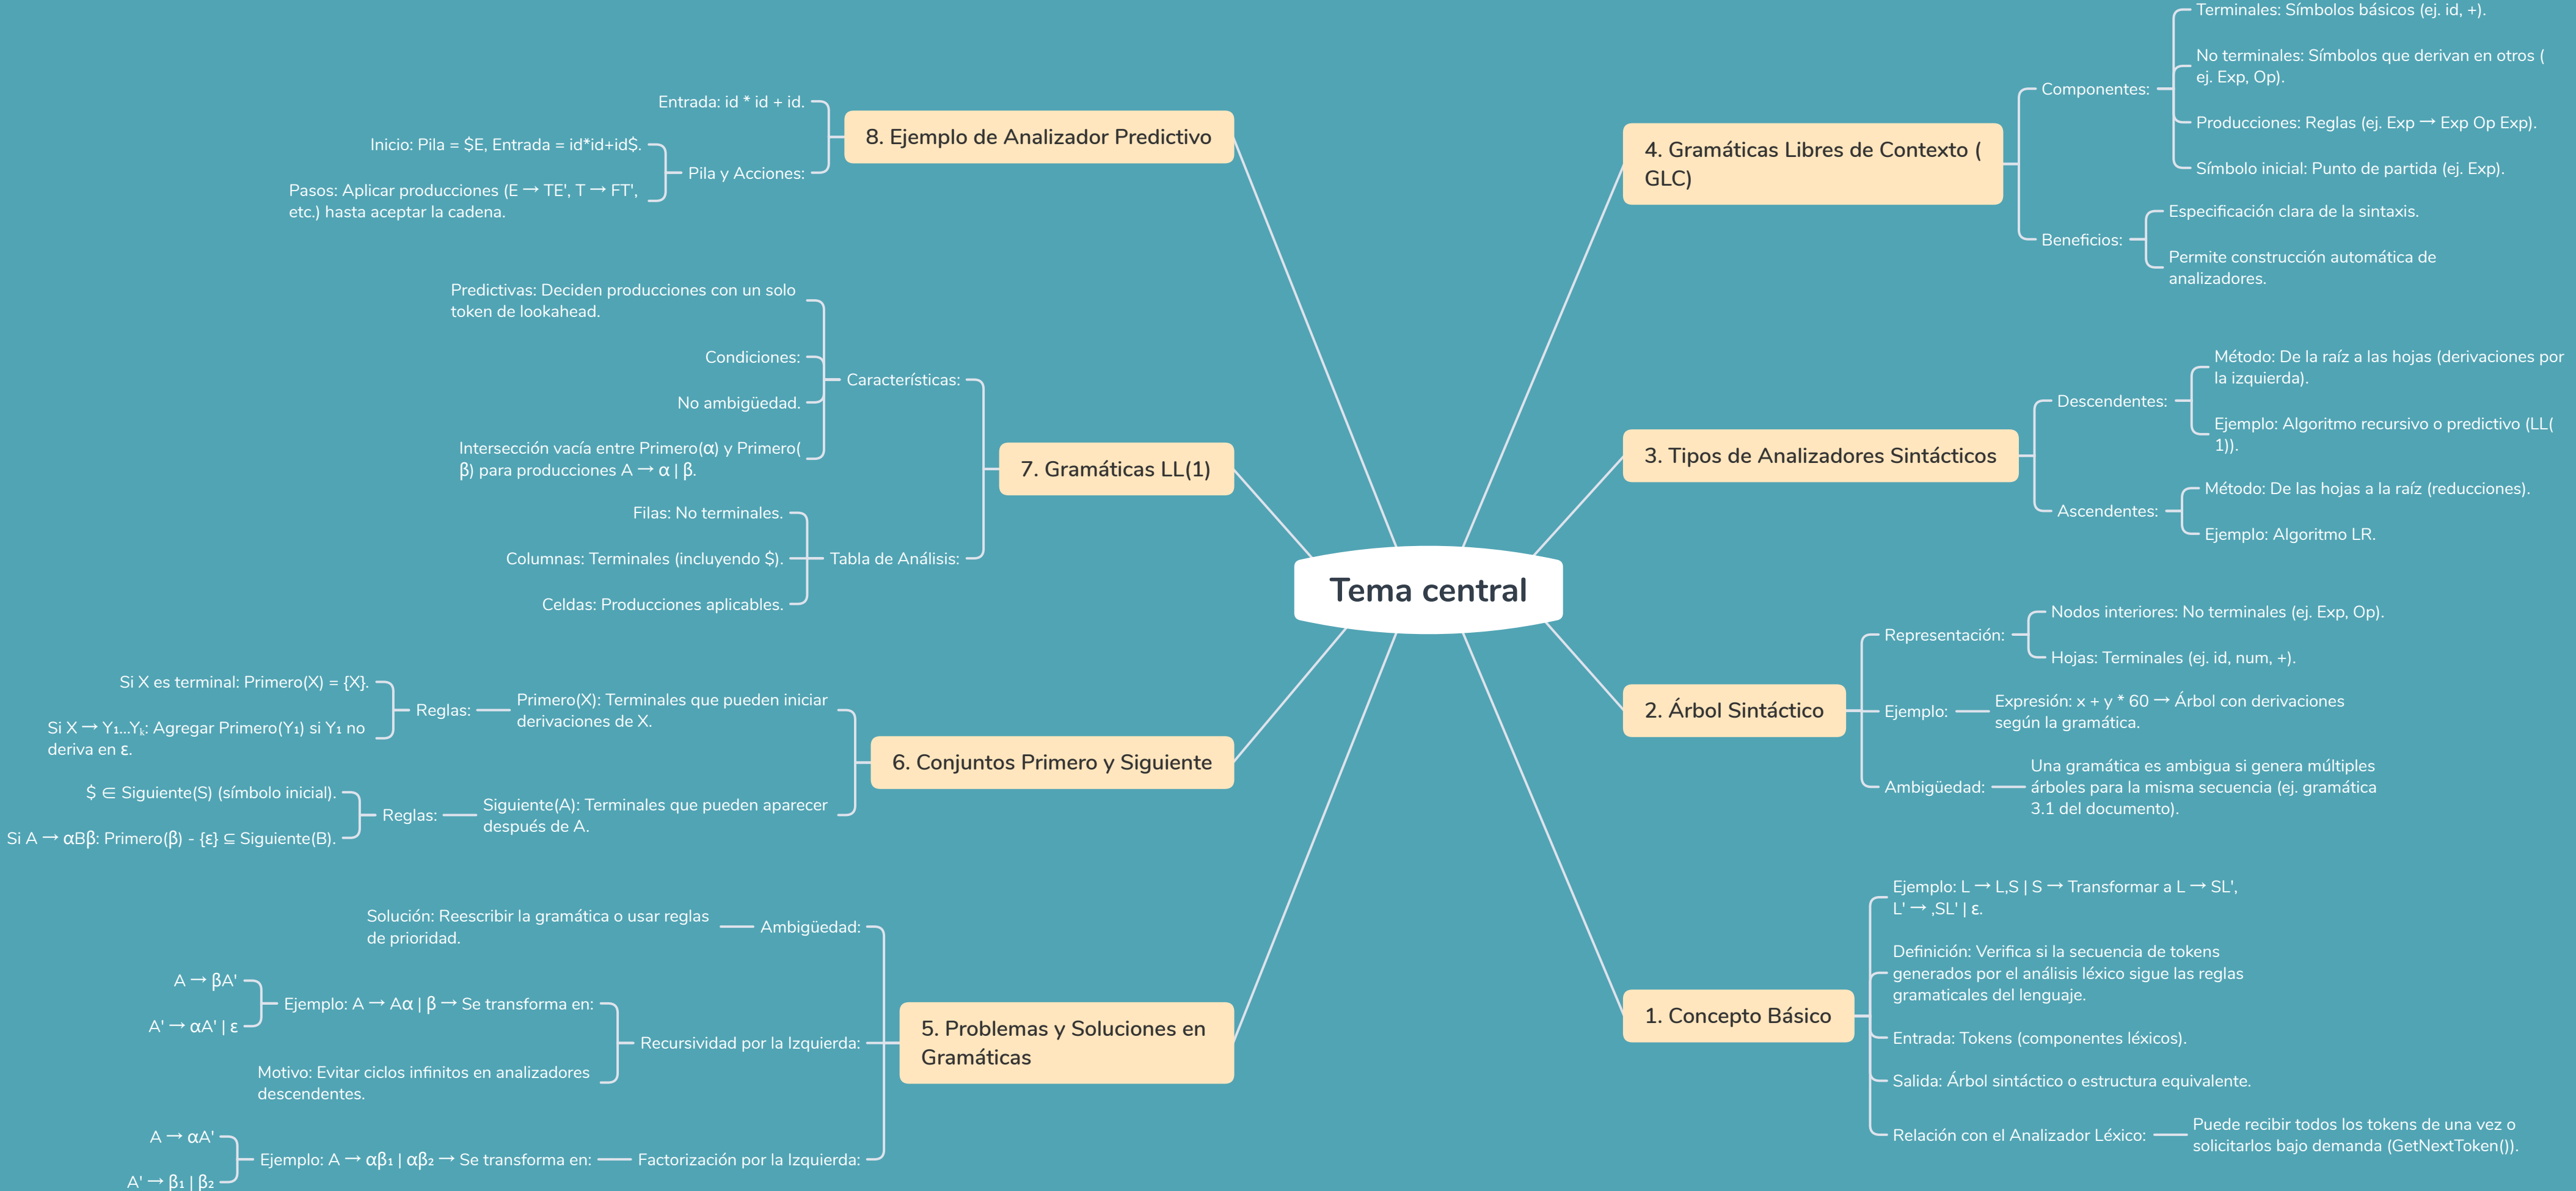 Tema central
1. Concepto Básico
Ejemplo: L → L,S | S → Transformar a L → SL',
L' → ,SL' | ε.
Definición: Verifica si la secuencia de tokens
generados por el análisis léxico sigue las reglas
gramaticales del lenguaje.
Entrada: Tokens (componentes léxicos).
Salida: Árbol sintáctico o estructura equivalente.
Relación con el Analizador Léxico:
Puede recibir todos los tokens de una vez o
solicitarlos bajo demanda (GetNextToken()).
2. Árbol Sintáctico
Representación:
Nodos interiores: No terminales (ej. Exp, Op).
Hojas: Terminales (ej. id, num, +).
Ejemplo:
Expresión: x + y * 60 → Árbol con derivaciones
según la gramática.
Ambigüedad:
Una gramática es ambigua si genera múltiples
árboles para la misma secuencia (ej. gramática
3.1 del documento).
3. Tipos de Analizadores Sintácticos
Descendentes:
Método: De la raíz a las hojas (derivaciones por
la izquierda).
Ejemplo: Algoritmo recursivo o predictivo (LL(
1)).
Ascendentes:
Método: De las hojas a la raíz (reducciones).
Ejemplo: Algoritmo LR.
4. Gramáticas Libres de Contexto (
GLC)
Componentes:
Terminales: Símbolos básicos (ej. id, +).
No terminales: Símbolos que derivan en otros (
ej. Exp, Op).
Producciones: Reglas (ej. Exp → Exp Op Exp).
Símbolo inicial: Punto de partida (ej. Exp).
Beneficios:
Especificación clara de la sintaxis.
Permite construcción automática de
analizadores.
5. Problemas y Soluciones en
Gramáticas
Ambigüedad:
Solución: Reescribir la gramática o usar reglas
de prioridad.
Recursividad por la Izquierda:
Ejemplo: A → Aα | β → Se transforma en:
A → βA'
A' → αA' | ε
Motivo: Evitar ciclos infinitos en analizadores
descendentes.
Factorización por la Izquierda:
Ejemplo: A → αβ₁ | αβ₂ → Se transforma en:
A → αA'
A' → β₁ | β₂
6. Conjuntos Primero y Siguiente
Primero(X): Terminales que pueden iniciar
derivaciones de X.
Reglas:
Si X es terminal: Primero(X) = {X}.
Si X → Y₁...Yₖ: Agregar Primero(Y₁) si Y₁ no
deriva en ε.
Siguiente(A): Terminales que pueden aparecer
después de A.
Reglas:
$ ∈ Siguiente(S) (símbolo inicial).
Si A → αBβ: Primero(β) - {ε} ⊆ Siguiente(B).
7. Gramáticas LL(1)
Características:
Predictivas: Deciden producciones con un solo
token de lookahead.
Condiciones:
No ambigüedad.
Intersección vacía entre Primero(α) y Primero(
β) para producciones A → α | β.
Tabla de Análisis:
Filas: No terminales.
Columnas: Terminales (incluyendo $).
Celdas: Producciones aplicables.
8. Ejemplo de Analizador Predictivo
Entrada: id * id + id.
Pila y Acciones:
Inicio: Pila = $E, Entrada = id*id+id$.
Pasos: Aplicar producciones (E → TE', T → FT',
etc.) hasta aceptar la cadena.